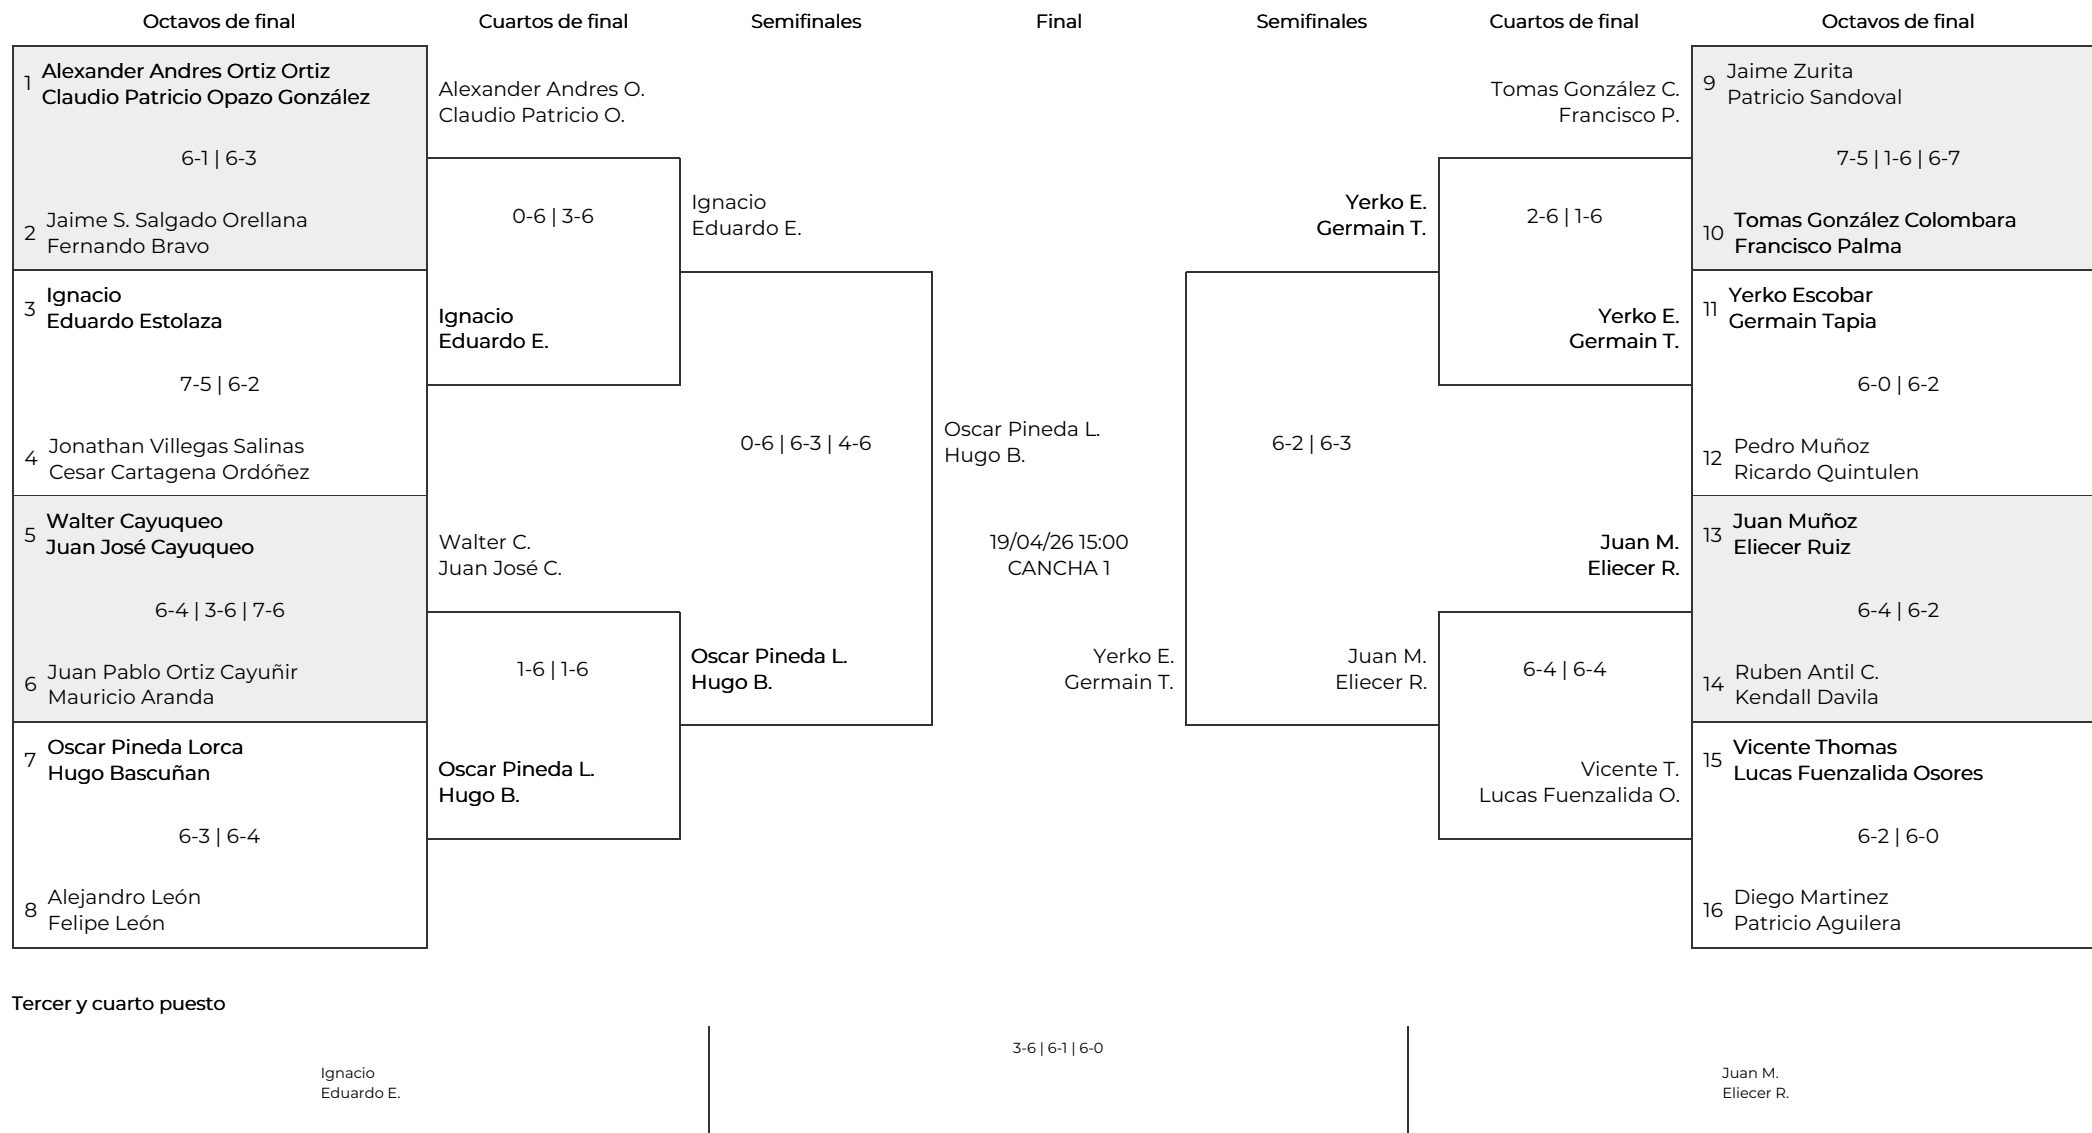 Octavos de final
Cuartos de final
Semifinales
Final
Semifinales
Cuartos de final
Octavos de final
1
Alexander Andres Ortiz Ortiz
Claudio Patricio Opazo González
6-1 | 6-3
2
Jaime S. Salgado Orellana
Fernando Bravo
3
Ignacio
Eduardo Estolaza
7-5 | 6-2
4
Jonathan Villegas Salinas
Cesar Cartagena Ordóñez
5
Walter Cayuqueo
Juan José Cayuqueo
6-4 | 3-6 | 7-6
6
Juan Pablo Ortiz Cayuñir
Mauricio Aranda
7
Oscar Pineda Lorca
Hugo Bascuñan
6-3 | 6-4
8
Alejandro León
Felipe León
Alexander Andres O.
Claudio Patricio O.
0-6 | 3-6
Ignacio
Eduardo E.
Walter C.
Juan José C.
1-6 | 1-6
Oscar Pineda L.
Hugo B.
Ignacio
Eduardo E.
0-6 | 6-3 | 4-6
Oscar Pineda L.
Hugo B.
Oscar Pineda L.
Hugo B.
19/04/26 15:00
CANCHA 1
Yerko E.
Germain T.
Yerko E.
Germain T.
6-2 | 6-3
Juan M.
Eliecer R.
Tomas González C.
Francisco P.
2-6 | 1-6
Yerko E.
Germain T.
Juan M.
Eliecer R.
6-4 | 6-4
Vicente T.
Lucas Fuenzalida O.
9
Jaime Zurita
Patricio Sandoval
7-5 | 1-6 | 6-7
10
Tomas González Colombara
Francisco Palma
11
Yerko Escobar
Germain Tapia
6-0 | 6-2
12
Pedro Muñoz
Ricardo Quintulen
13
Juan Muñoz
Eliecer Ruiz
6-4 | 6-2
14
Ruben Antil C.
Kendall Davila
15
Vicente Thomas
Lucas Fuenzalida Osores
6-2 | 6-0
16
Diego Martinez
Patricio Aguilera
Tercer y cuarto puesto
Ignacio
Eduardo E.
3-6 | 6-1 | 6-0
Juan M.
Eliecer R.